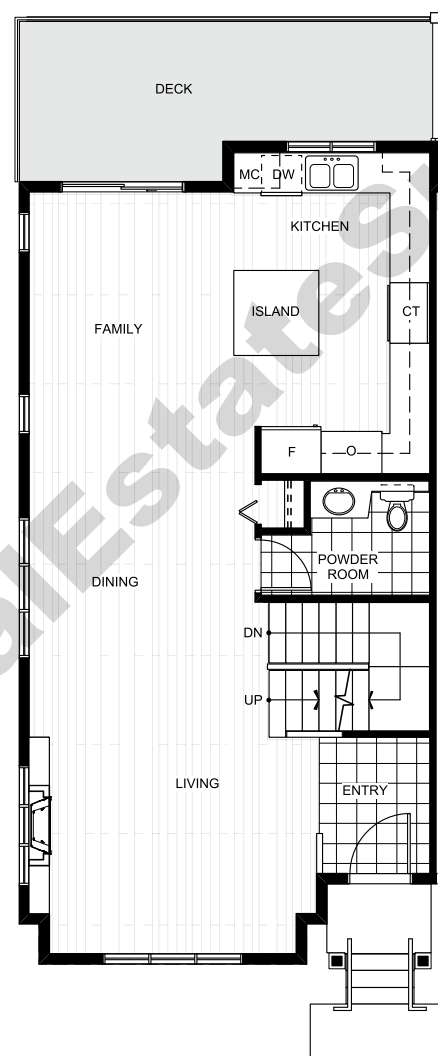 DECK
MC DW
KITCHEN
ISLAND
CT
FAMILY
F
O
POWDER
ROOM
DINING
DN
UP
LIVING
ENTRY